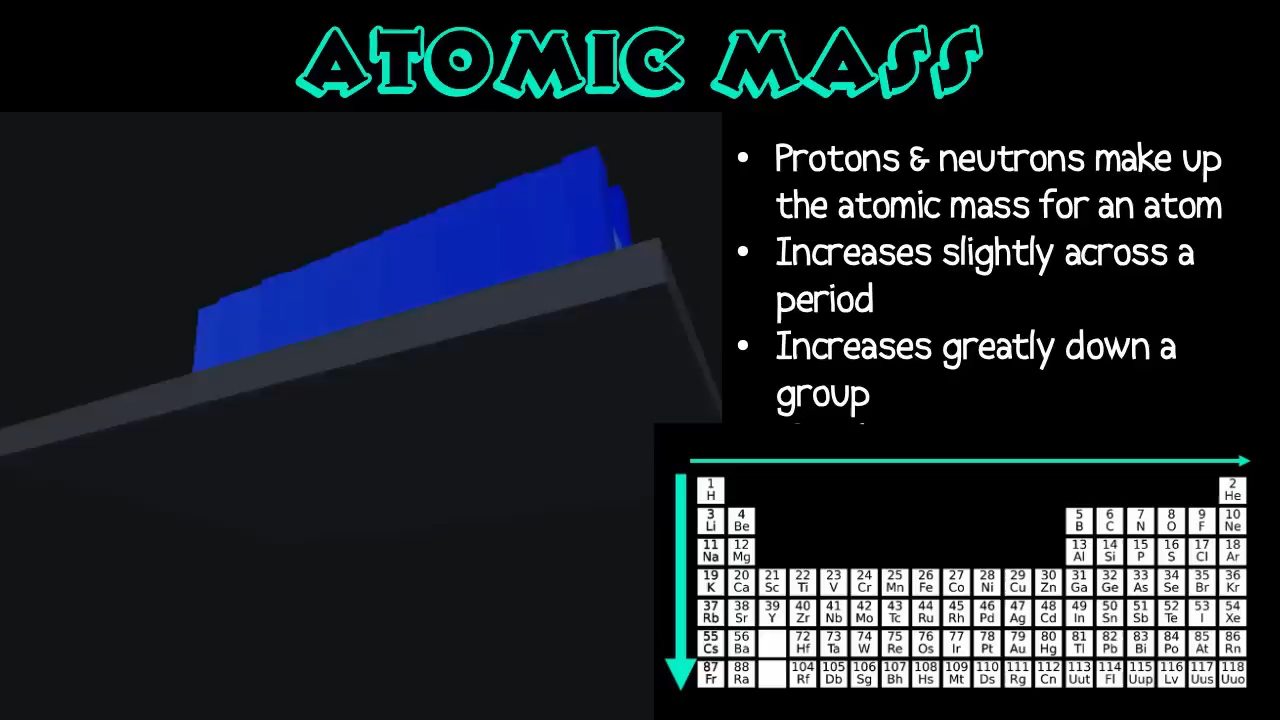 ATOMIC MASS
• Protons & neutrons make up
the atomic mass for an atom
• Increases slightly across a
period
• Increases greatly down a
group
1 2
H He
3 4 5 6 7 8 9 10
Li Be B C N O F Ne
11 12 13 14 15 16 17 18
Na Mg Al Si P S Cl Ar
19 20 21 22 23 24 25 26 27 28 29 30 31 32 33 34 35 36
K Ca Sc Ti V Cr Mn Fe Co Ni Cu Zn Ga Ge As Se Br Kr
37 38 39 40 41 42 43 44 45 46 47 48 49 50 51 52 53 54
Rb Sr Y Zr Nb Mo Tc Ru Rh Pd Ag Cd In Sn Sb Te I Xe
55 56 72 73 74 75 76 77 78 79 80 81 82 83 84 85 86
Cs Ba Hf Ta W Re Os Ir Pt Au Hg Tl Pb Bi Po At Rn
87 88 104 105 106 107 108 109 110 111 112 113 114 115 116 117 118
Fr Ra Rf Db Sg Bh Hs Mt Ds Rg Cn Uut Fl Uup Lv Uus Uuo